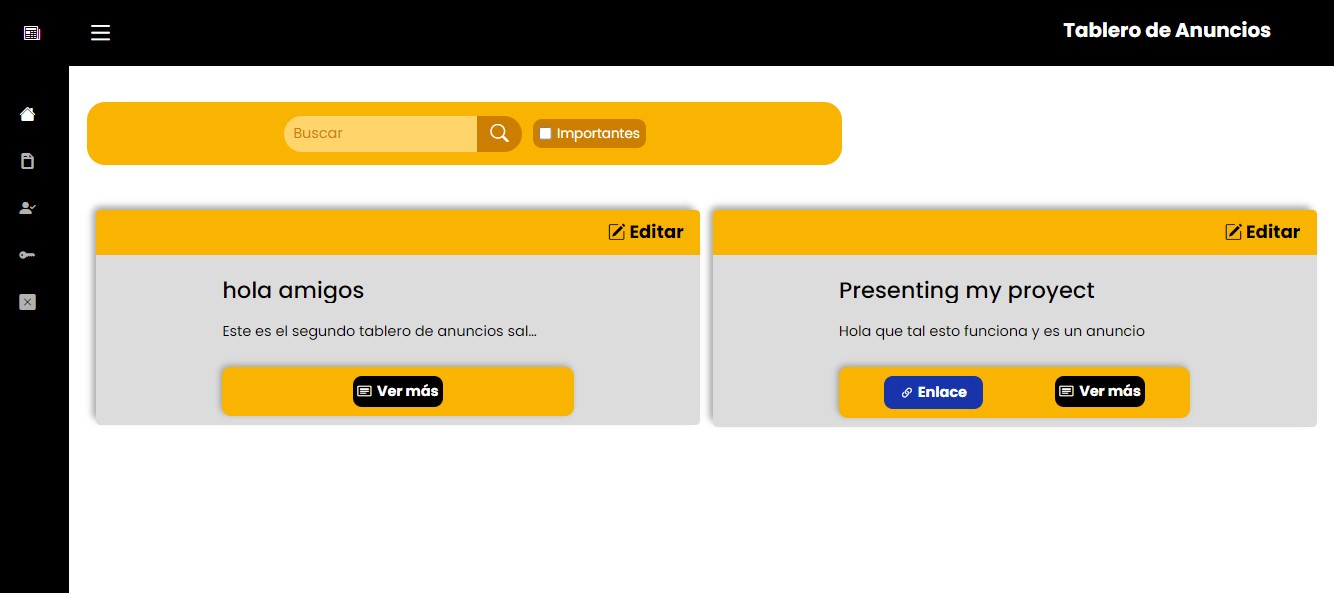 Tablero de Anuncios
Buscar
Importantes
Editar
hola amigos
Este es el segundo tablero de anuncios sal...
Ver más
Editar
Presenting my proyect
Hola que tal esto funciona y es un anuncio
Enlace
Ver más